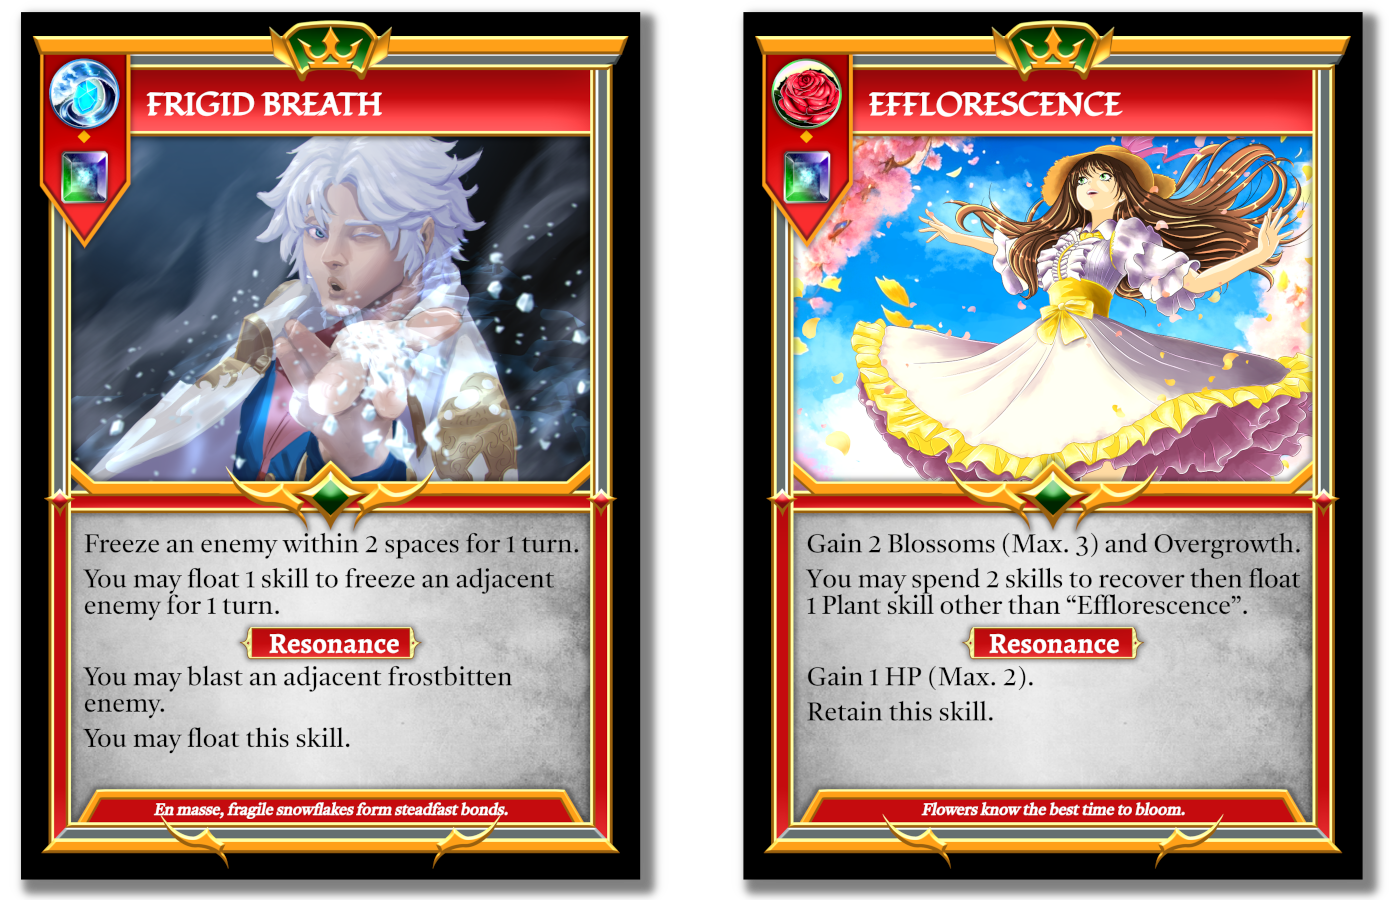 FRIGID BREATH
Freeze an enemy within 2 spaces for 1 turn.
You may float 1 skill to freeze an adjacent
enemy for 1 turn.
Resonance
You may blast an adjacent frostbitten
enemy.
You may float this skill.
En masse, fragile snowflakes form steadfast bonds.
EFFLORESCENCE
Gain 2 Blossoms (Max. 3) and Overgrowth.
You may spend 2 skills to recover then float
1 Plant skill other than “Efflorescence”.
Resonance
Gain 1 HP (Max. 2).
Retain this skill.
Flowers know the best time to bloom.